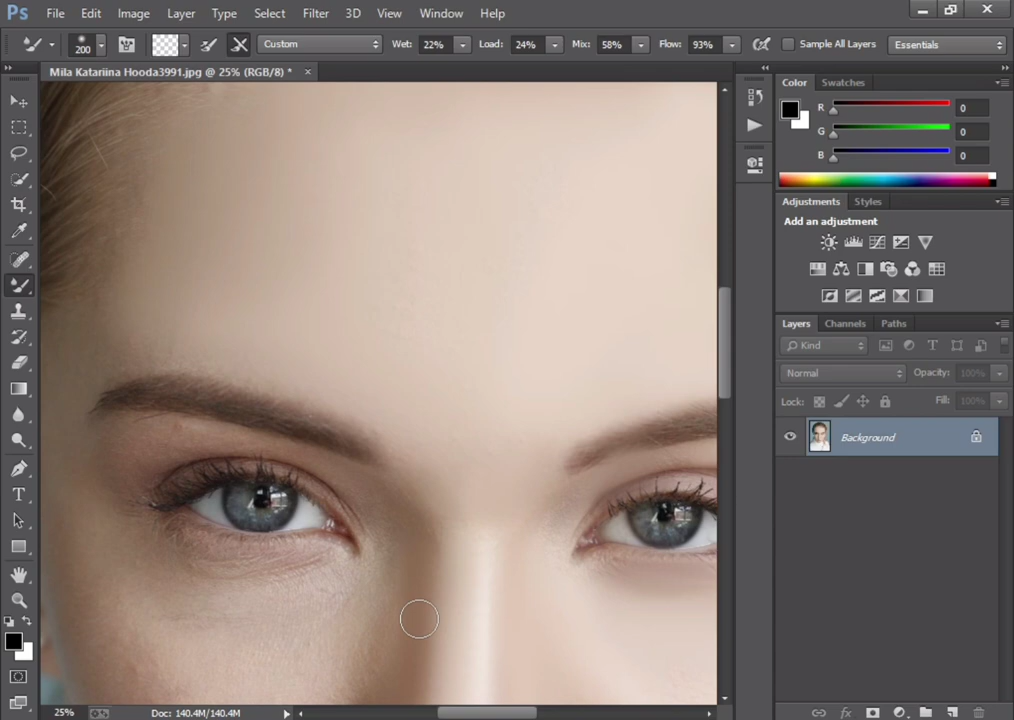 Ps File Edit Image Layer Type Select Filter 3D View Window Help
200 Custom Wet: 22% Load: 24% Mix: 58% Flow: 93% Sample All Layers Essentials
Mila Katariina Hooda3991.jpg @ 25% (RGB/8) * ×
Color Swatches
R 0
G 0
B 0
Adjustments Styles
Add an adjustment
Layers Channels Paths
Kind T
Normal Opacity: 100%
Lock: Fill: 100%
Background
T
fx
25% Doc: 140.4M/140.4M